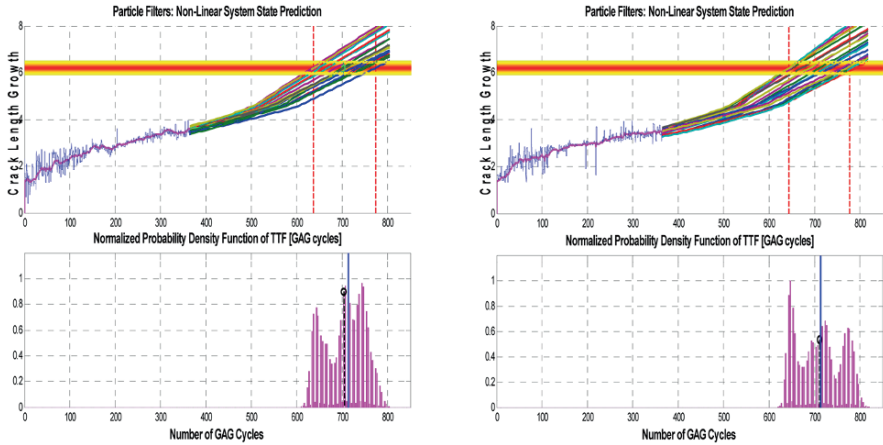 Particle Filters: Non-Linear System State Prediction
Crack Length Growth
8
6
4
2
0
0 100 200 300 400 500 600 700 800
Normalized Probability Density Function of TTF [GAG cycles]
1
0.8
0.6
0.4
0.2
0
0 100 200 300 400 500 600 700 800
Number of GAG Cycles
Particle Filters: Non-Linear System State Prediction
Crack Length Growth
8
6
4
2
0
0 100 200 300 400 500 600 700 800
Normalized Probability Density Function of TTF [GAG cycles]
1
0.8
0.6
0.4
0.2
0
0 100 200 300 400 500 600 700 800
Number of GAG Cycles